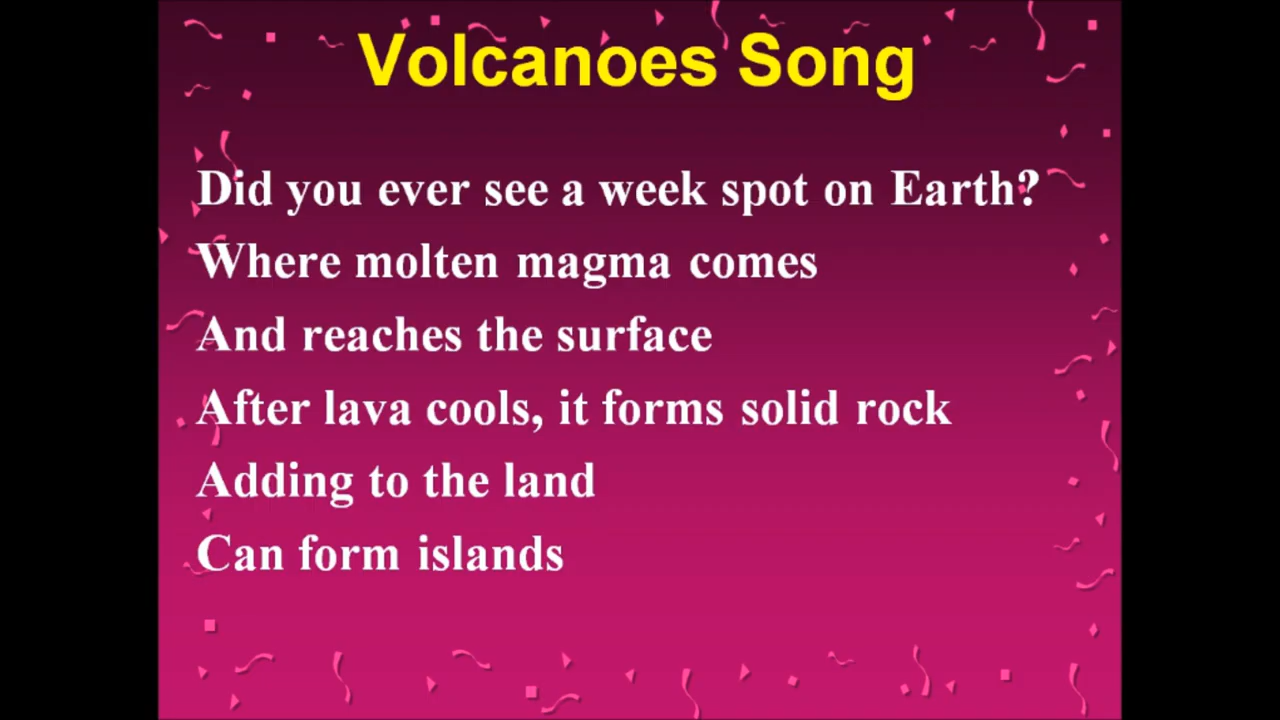 Volcanoes Song
Did you ever see a week spot on Earth?
Where molten magma comes
And reaches the surface
After lava cools, it forms solid rock
Adding to the land
Can form islands